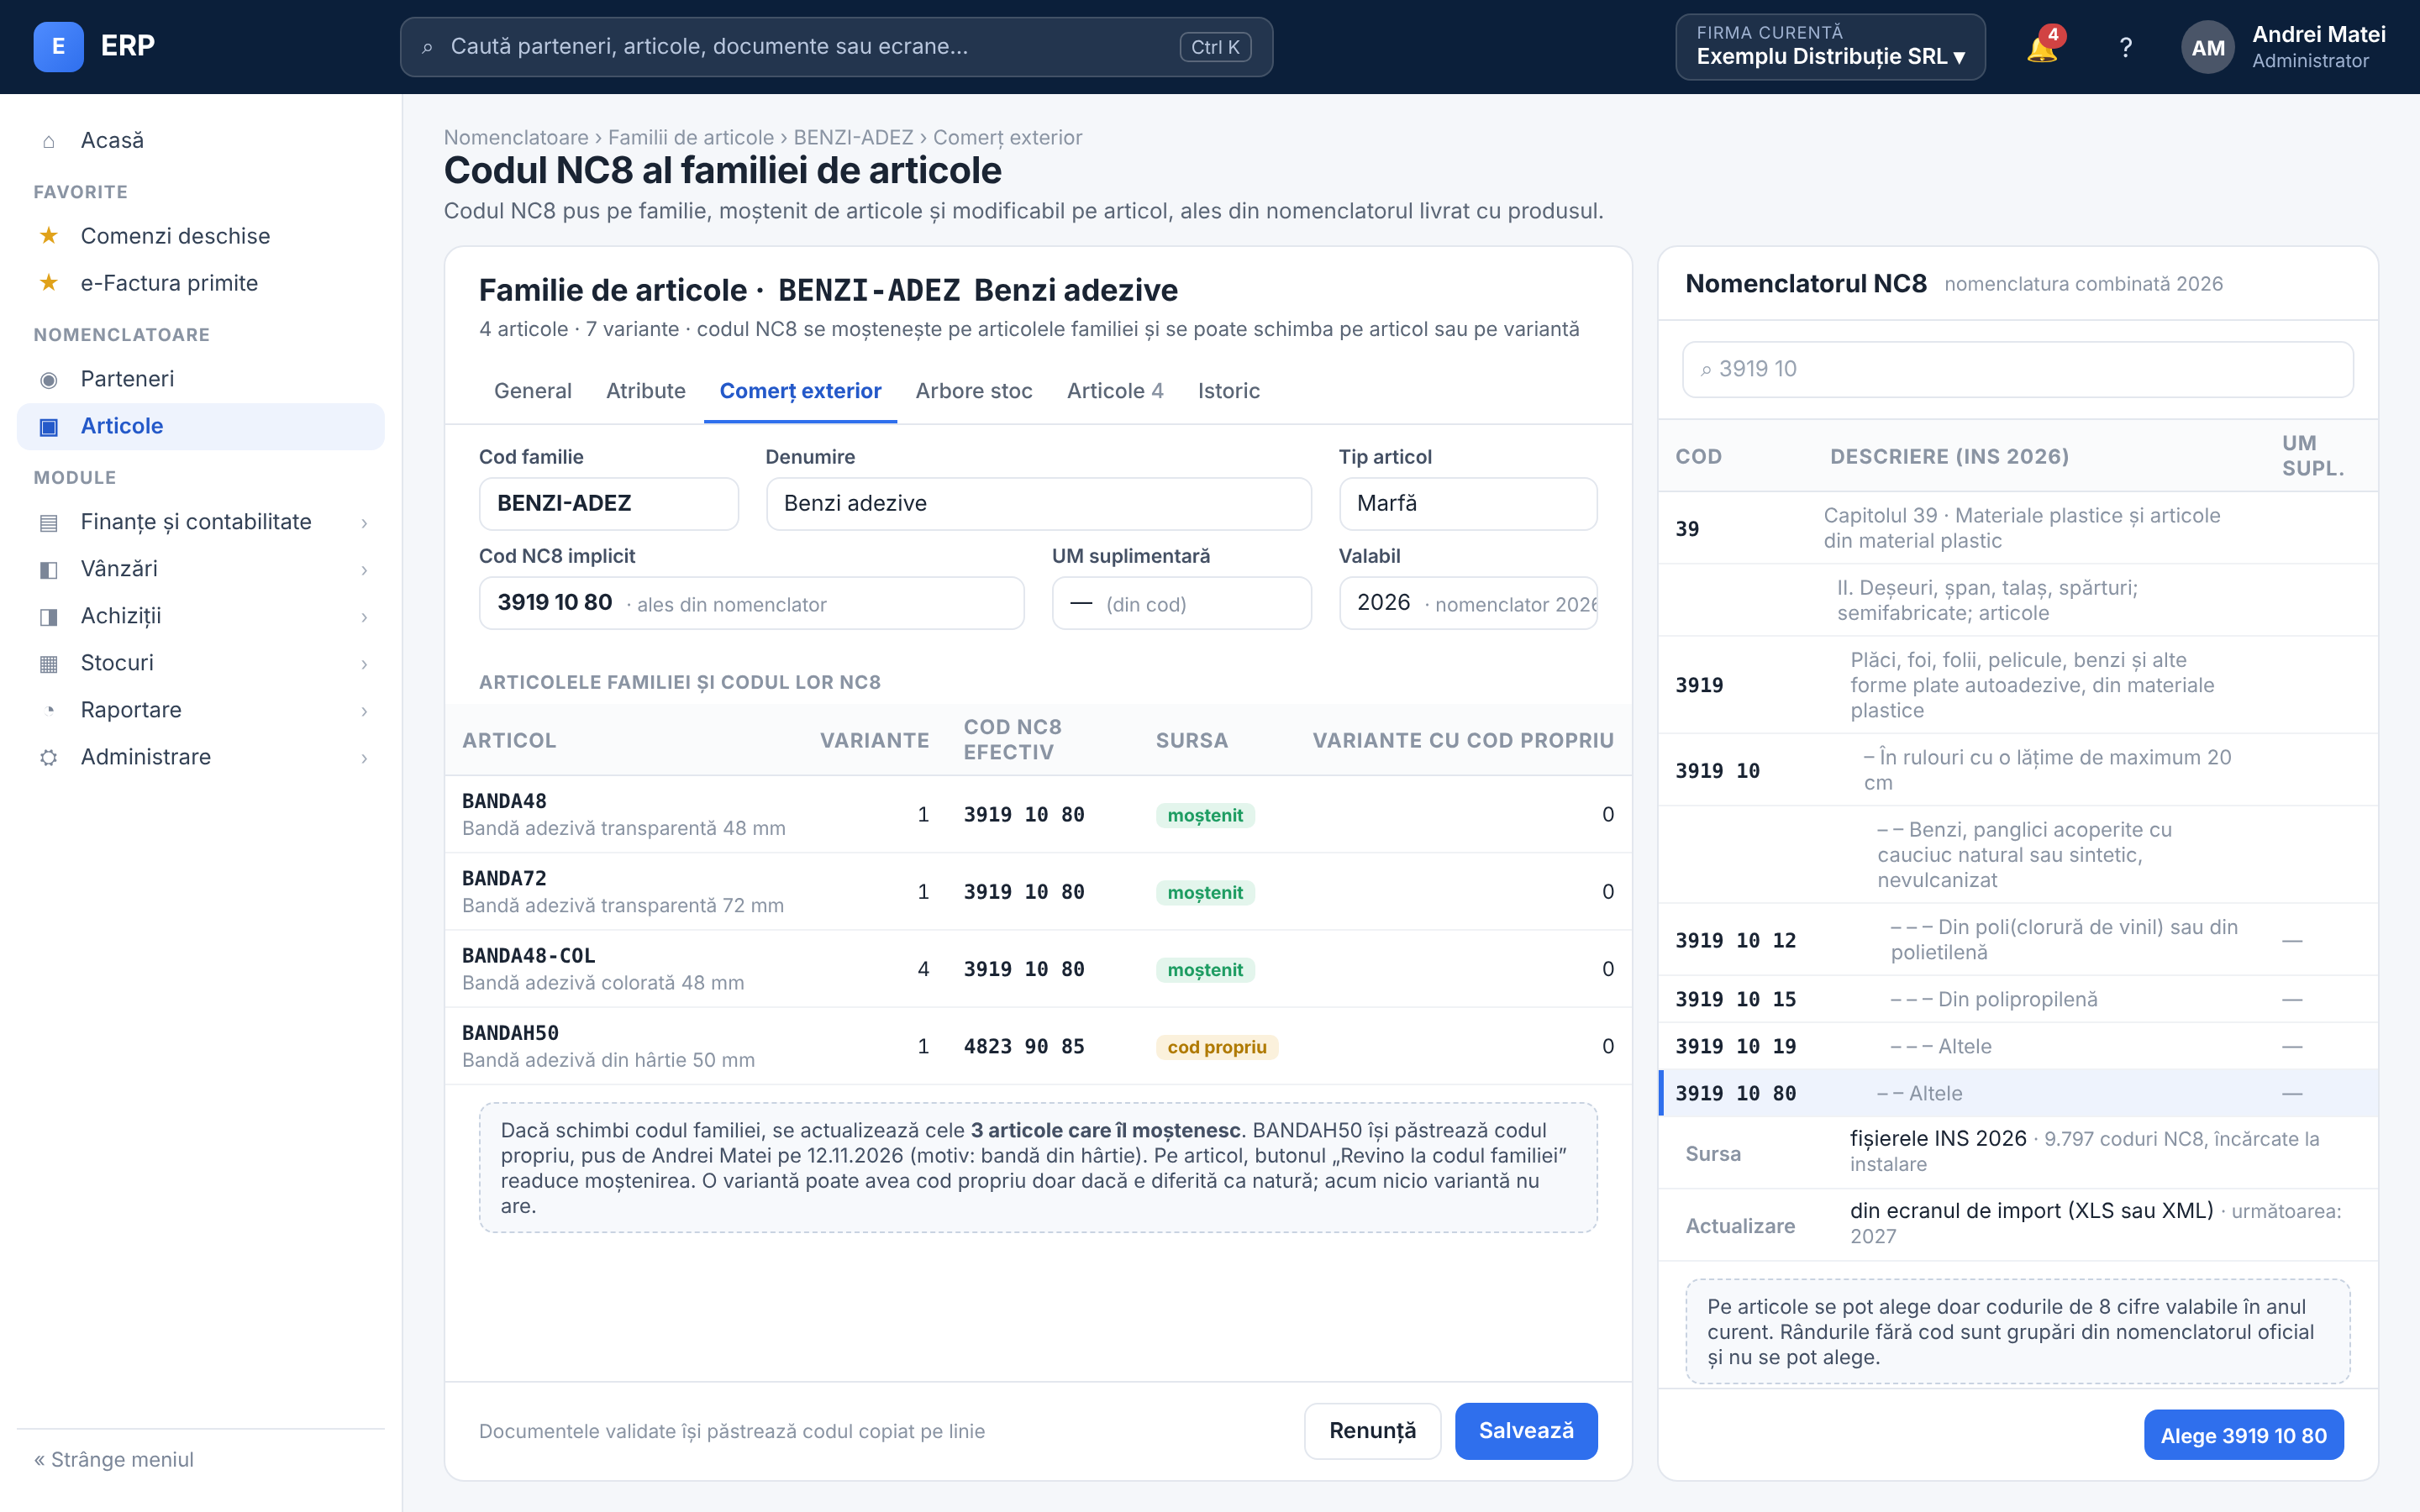 E ERP
Caută parteneri, articole, documente sau ecrane... Ctrl K
FIRMA CURENTĂ
Exemplu Distribuție SRL ▾
4
?
AM
Andrei Matei
Administrator
Acasă
FAVORITE
★ Comenzi deschise
★ e-Factura primite
NOMENCLATOARE
Parteneri
Articole
MODULE
Finanțe și contabilitate ›
Vânzări ›
Achiziții ›
Stocuri ›
Raportare ›
Administrare ›
« Strânge meniul
Nomenclatoare › Familii de articole › BENZI-ADEZ › Comerț exterior
Codul NC8 al familiei de articole
Codul NC8 pus pe familie, moștenit de articole și modificabil pe articol, ales din nomenclatorul livrat cu produsul.
Familie de articole · BENZI-ADEZ Benzi adezive
4 articole · 7 variante · codul NC8 se moștenește pe articolele familiei și se poate schimba pe articol sau pe variantă
General Atribute Comerț exterior Arbore stoc Articole 4 Istoric
Cod familie Denumire Tip articol
BENZI-ADEZ Benzi adezive Marfă
Cod NC8 implicit UM suplimentară Valabil
3919 10 80 · ales din nomenclator — (din cod) 2026 · nomenclator 2026
ARTICOLELE FAMILIEI ȘI CODUL LOR NC8
ARTICOL VARIANTE COD NC8 EFECTIV SURSA VARIANTE CU COD PROPRIU
BANDA48
Bandă adezivă transparentă 48 mm
1 3919 10 80 moștenit 0
BANDA72
Bandă adezivă transparentă 72 mm
1 3919 10 80 moștenit 0
BANDA48-COL
Bandă adezivă colorată 48 mm
4 3919 10 80 moștenit 0
BANDAH50
Bandă adezivă din hârtie 50 mm
1 4823 90 85 cod propriu 0
Dacă schimbi codul familiei, se actualizează cele 3 articole care îl moștenesc. BANDAH50 își păstrează codul
propriu, pus de Andrei Matei pe 12.11.2026 (motiv: bandă din hârtie). Pe articol, butonul „Revino la codul familiei”
readuce moștenirea. O variantă poate avea cod propriu doar dacă e diferită ca natură; acum nicio variantă nu
are.
Documentele validate își păstrează codul copiat pe linie
Renunță Salvează
Nomenclatorul NC8 nomenclatura combinată 2026
3919 10
COD DESCRIERE (INS 2026) UM SUPL.
39 Capitolul 39 · Materiale plastice și articole
din material plastic
II. Deșeuri, șpan, talaș, spărturi;
semifabricate; articole
3919 Plăci, foi, folii, pelicule, benzi și alte
forme plate autoadezive, din materiale
plastice
3919 10 – În rulouri cu o lățime de maximum 20
cm
– – Benzi, panglici acoperite cu
cauciuc natural sau sintetic,
nevulcanizat
3919 10 12 – – – Din poli(clorură de vinil) sau din
polietilenă —
3919 10 15 – – – Din polipropilenă —
3919 10 19 – – – Altele —
3919 10 80 – – Altele —
Sursa fișierele INS 2026 · 9.797 coduri NC8, încărcate la
instalare
Actualizare din ecranul de import (XLS sau XML) · următoarea:
2027
Pe articole se pot alege doar codurile de 8 cifre valabile în anul
curent. Rândurile fără cod sunt grupări din nomenclatorul oficial
și nu se pot alege.
Alege 3919 10 80